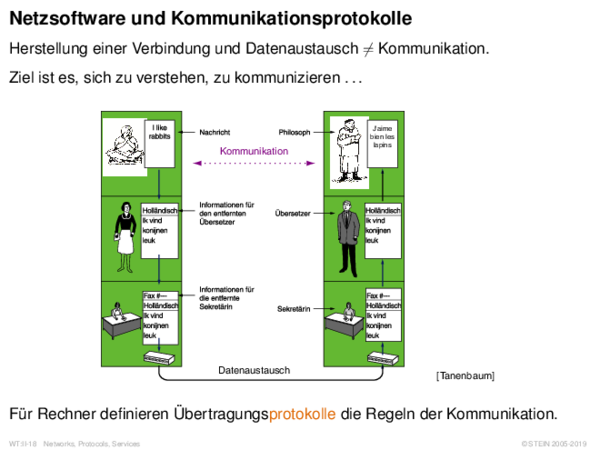 Netzsoftware und Kommunikationsprotokolle
Herstellung einer Verbindung und Datenaustausch ≠ Kommunikation.
Ziel ist es, sich zu verstehen, zu kommunizieren . . .
I like
rabbits
Nachricht
Philosoph
J'aime
bien les
lapins
Kommunikation
Holländisch
Ik vind
konijnen
leuk
Informationen für
den entfernten
Übersetzer
Übersetzer
Holländisch
Ik vind
konijnen
leuk
Fax #---
Holländisch
Ik vind
konijnen
leuk
Informationen für
die entfernte
Sekretärin
Sekretärin
Fax #---
Holländisch
Ik vind
konijnen
leuk
Datenaustausch
[Tanenbaum]
Für Rechner definieren Übertragungsprotokolle die Regeln der Kommunikation.
WT:II-16 Networks, Protocols, Services
© STEIN 2005-2019